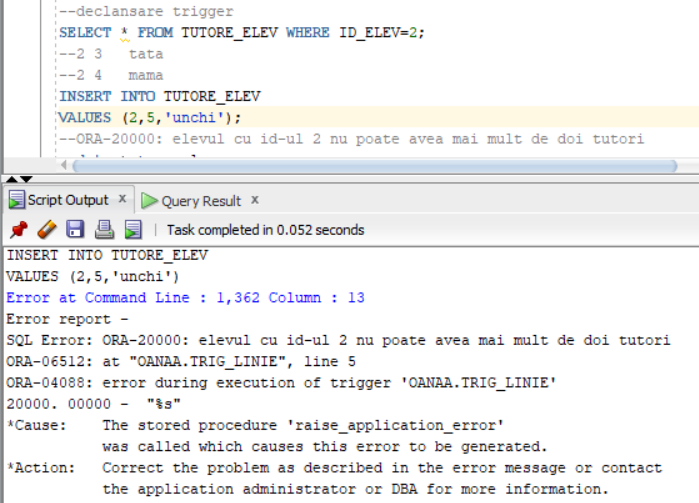 --declansare trigger
SELECT * FROM TUTORE_ELEV WHERE ID_ELEV=2;
--2 3   tata
--2 4   mama
INSERT INTO TUTORE_ELEV
VALUES (2,5,'unchi');
--ORA-20000: elevul cu id-ul 2 nu poate avea mai mult de doi tutori
Script Output x Query Result x
Task completed in 0.052 seconds
INSERT INTO TUTORE_ELEV
VALUES (2,5,'unchi')
Error at Command Line : 1,362 Column : 13
Error report -
SQL Error: ORA-20000: elevul cu id-ul 2 nu poate avea mai mult de doi tutori
ORA-06512: at "OANAA.TRIG_LINIE", line 5
ORA-04088: error during execution of trigger 'OANAA.TRIG_LINIE'
20000. 00000 -  "%s"
*Cause:    The stored procedure 'raise_application_error'
           was called which causes this error to be generated.
*Action:   Correct the problem as described in the error message or contact
           the application administrator or DBA for more information.